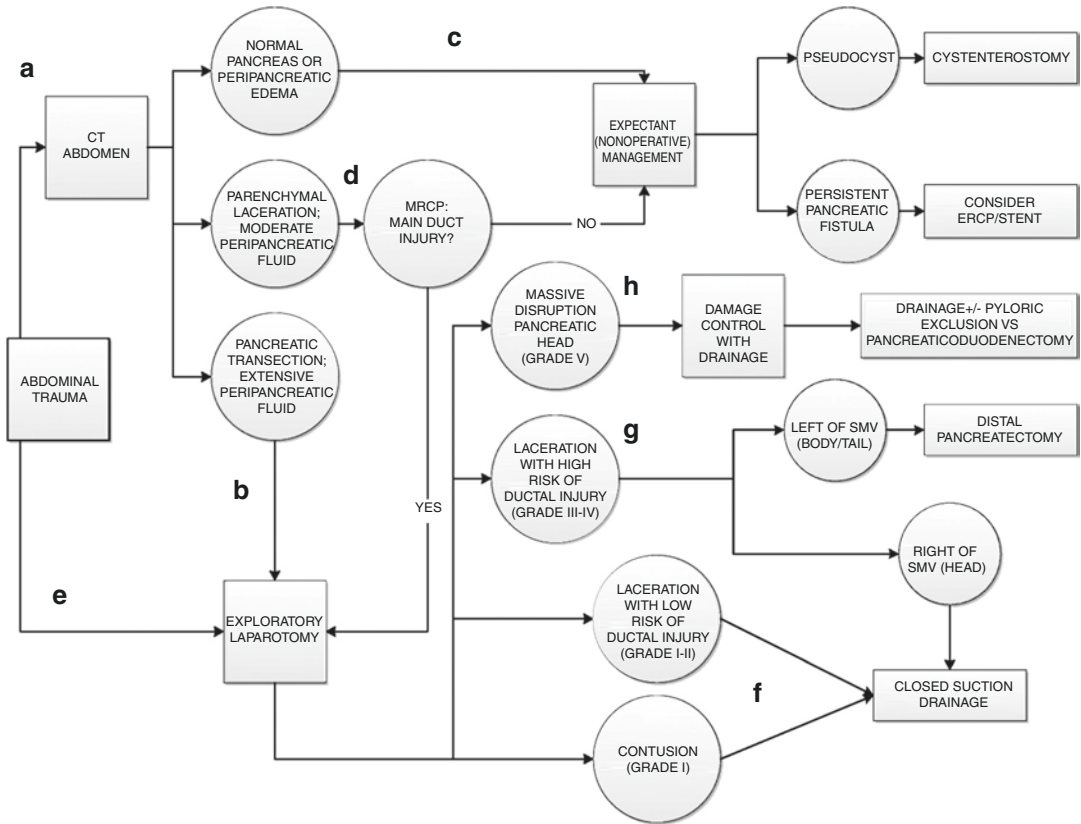 a
CT
ABDOMEN
ABDOMINAL
TRAUMA
e
NORMAL
PANCREAS OR
PERIPANCREATIC
EDEMA
c
PARENCHYMAL
LACERATION;
MODERATE
PERIPANCREATIC
FLUID
d
MRCP:
MAIN DUCT
INJURY?
NO
YES
PANCREATIC
TRANSECTION;
EXTENSIVE
PERIPANCREATIC
FLUID
b
EXPLORATORY
LAPAROTOMY
EXPECTANT
(NONOPERATIVE)
MANAGEMENT
PSEUDOCYST
CYSTENTEROSTOMY
PERSISTENT
PANCREATIC
FISTULA
CONSIDER
ERCP/STENT
MASSIVE
DISRUPTION
PANCREATIC
HEAD
(GRADE V)
h
DAMAGE
CONTROL
WITH
DRAINAGE
DRAINAGE+/- PYLORIC
EXCLUSION VS
PANCREATICODUODENECTOMY
LACERATION
WITH HIGH
RISK OF
DUCTAL INJURY
(GRADE III-IV)
g
LEFT OF SMV
(BODY/TAIL)
DISTAL
PANCREATECTOMY
RIGHT OF
SMV (HEAD)
LACERATION
WITH LOW
RISK OF
DUCTAL INJURY
(GRADE I-II)
f
CLOSED SUCTION
DRAINAGE
CONTUSION
(GRADE I)